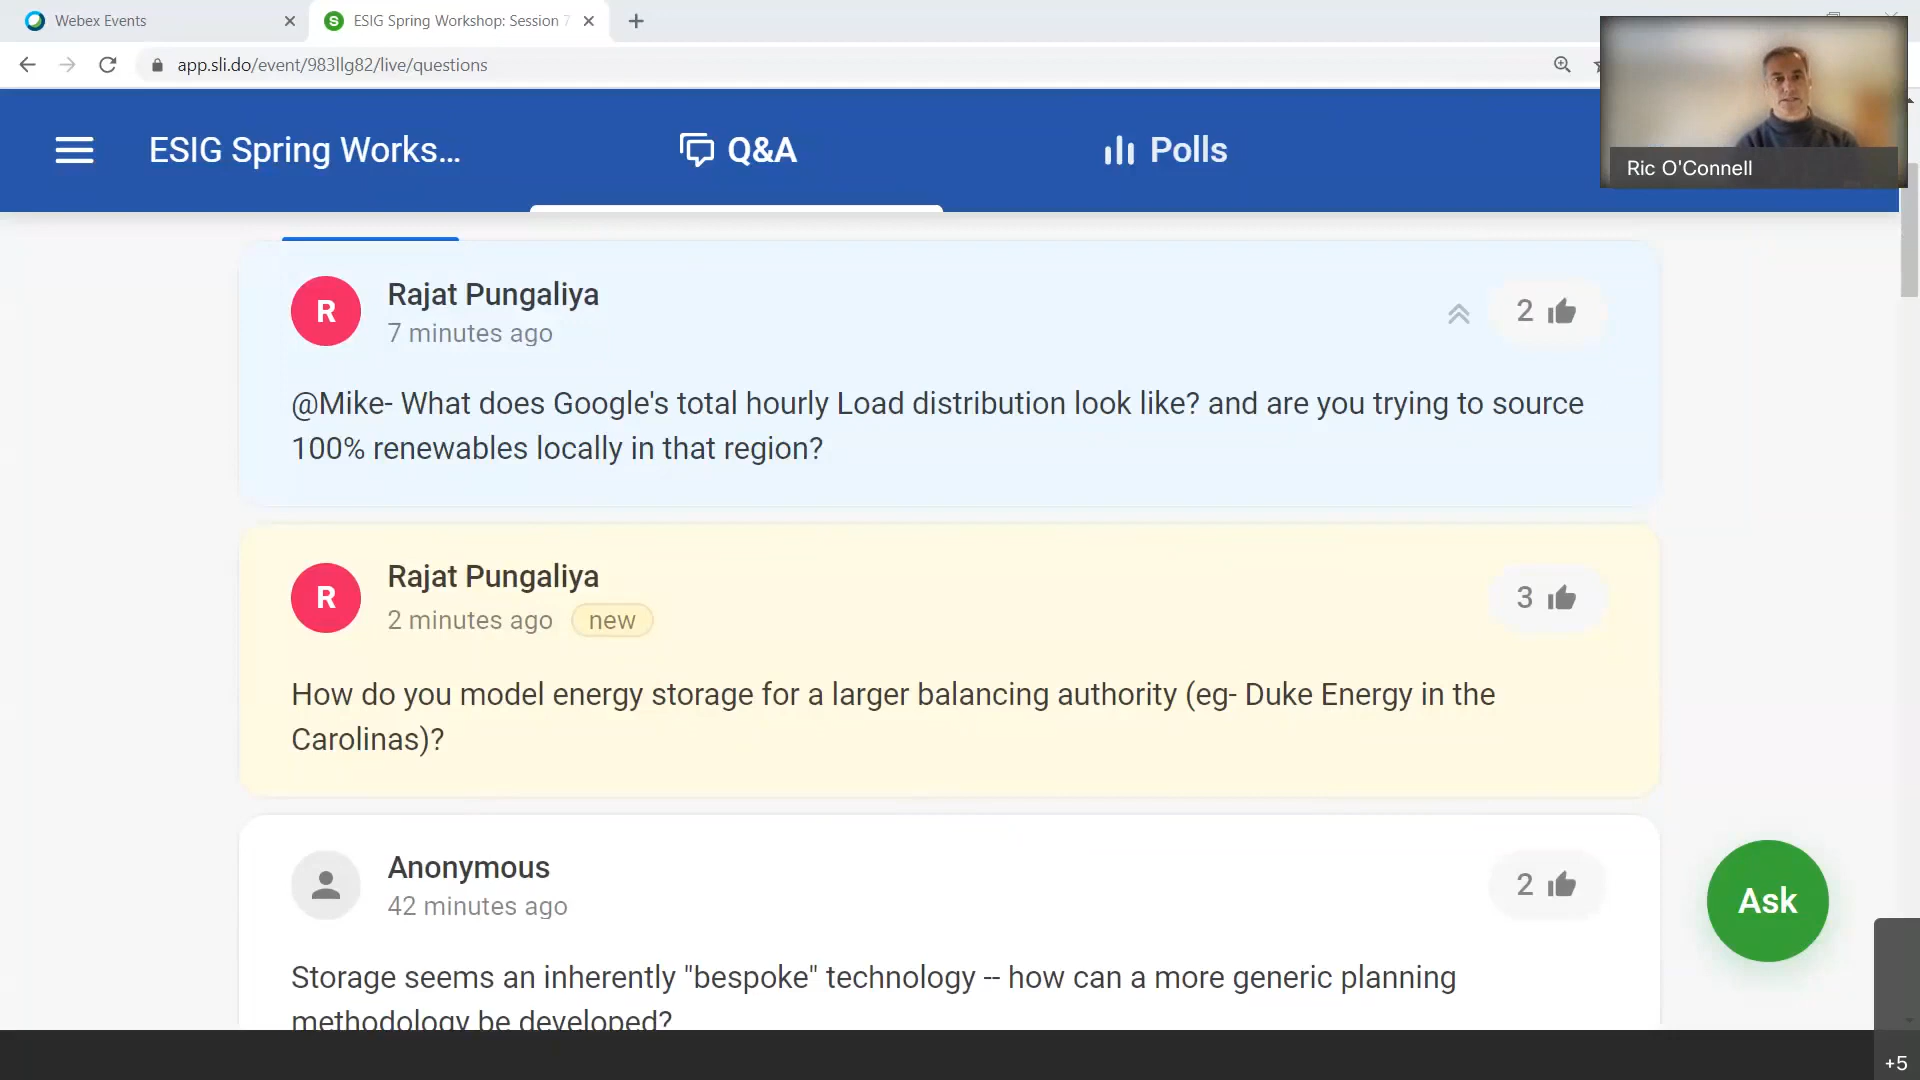 Webex Events
S ESIG Spring Workshop: Session 7
app.sli.do/event/983llg82/live/questions
ESIG Spring Works...
Q&A
Polls
Ric O'Connell
R
Rajat Pungaliya
7 minutes ago
2
@Mike- What does Google's total hourly Load distribution look like? and are you trying to source
100% renewables locally in that region?
R
Rajat Pungaliya
2 minutes ago new
3
How do you model energy storage for a larger balancing authority (eg- Duke Energy in the
Carolinas)?
Anonymous
42 minutes ago
2
Storage seems an inherently "bespoke" technology -- how can a more generic planning
methodology be developed?
Ask
+5